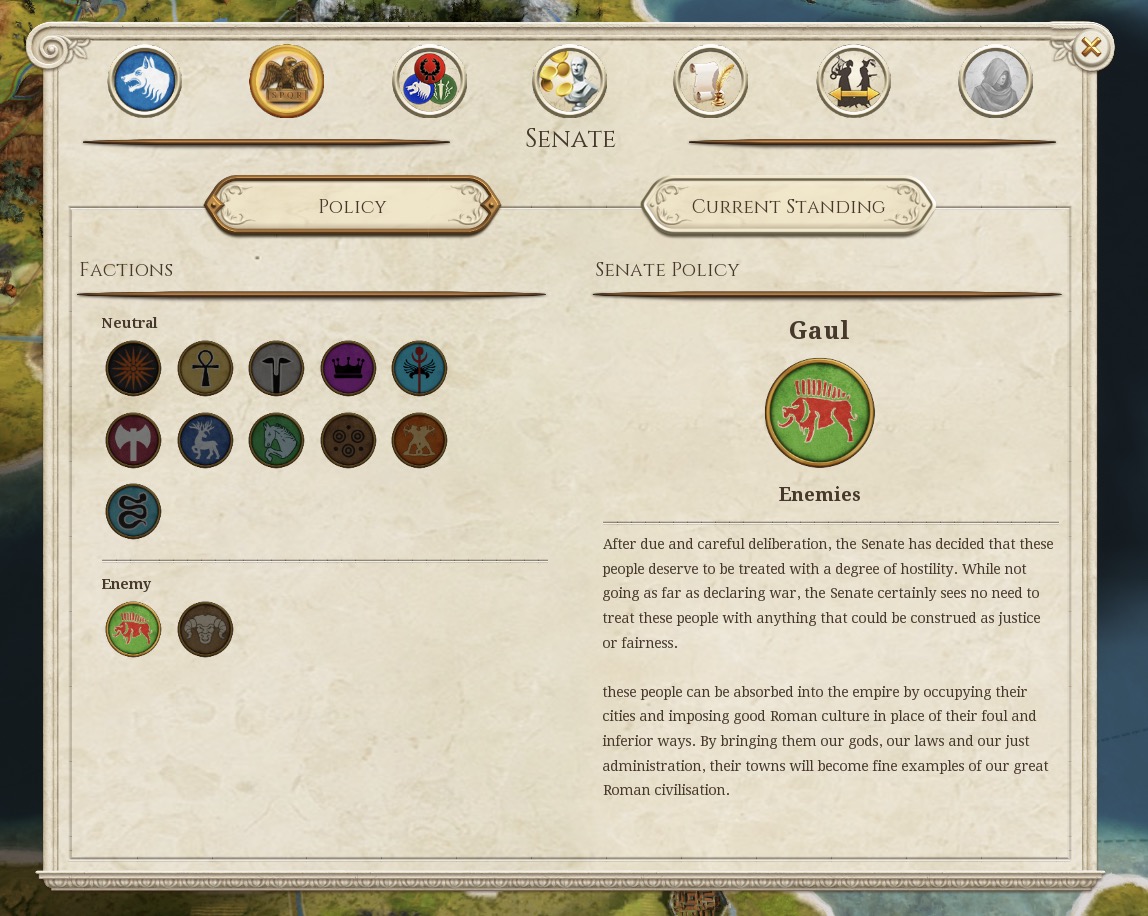 S.P.Q.R
Senate
Policy
Current Standing
Factions
Senate Policy
Neutral
Gaul
Enemies
After due and careful deliberation, the Senate has decided that these
people deserve to be treated with a degree of hostility. While not
going as far as declaring war, the Senate certainly sees no need to
treat these people with anything that could be construed as justice
or fairness.
these people can be absorbed into the empire by occupying their
cities and imposing good Roman culture in place of their foul and
inferior ways. By bringing them our gods, our laws and our just
administration, their towns will become fine examples of our great
Roman civilisation.
Enemy